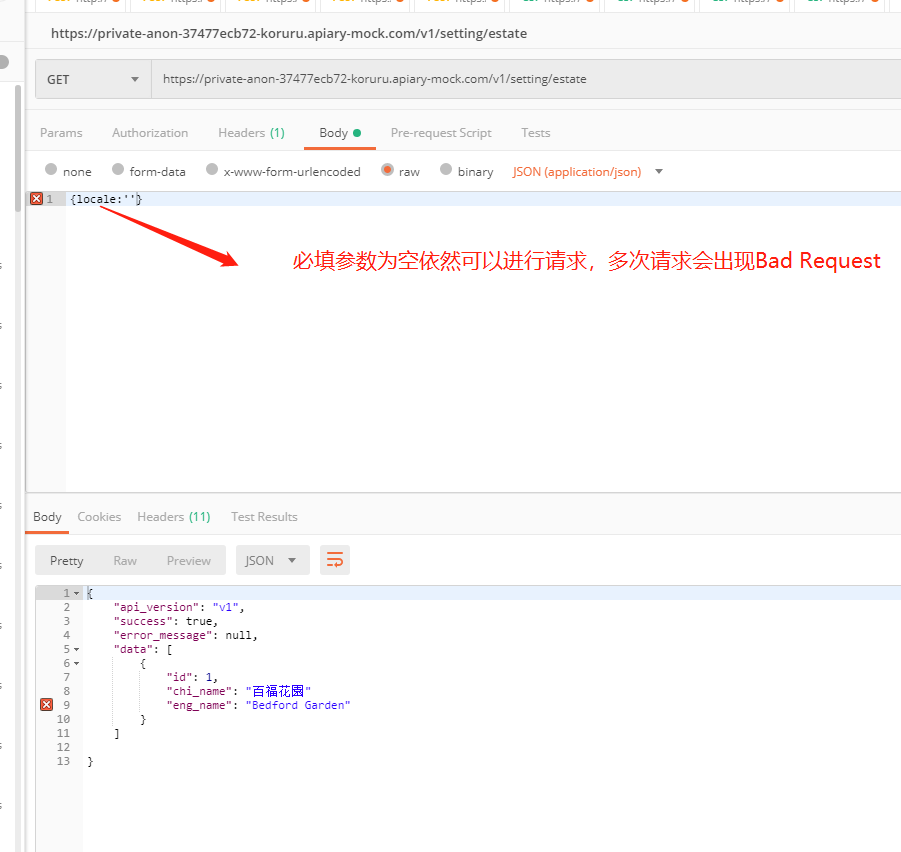 https://private-anon-37477ecb72-koruru.apiary-mock.com/v1/setting/estate
GET https://private-anon-37477ecb72-koruru.apiary-mock.com/v1/setting/estate
Params Authorization Headers (1) Body Pre-request Script Tests
none form-data x-www-form-urlencoded raw binary JSON (application/json)
1 {locale:''}
必填参数为空依然可以进行请求，多次请求会出现Bad Request
Body Cookies Headers (11) Test Results
Pretty Raw Preview JSON
1 {
2 "api_version": "v1",
3 "success": true,
4 "error_message": null,
5 "data": [
6 {
7 "id": 1,
8 "chi_name": "百福花園"
9 "eng_name": "Bedford Garden"
10 }
11 ]
12
13 }